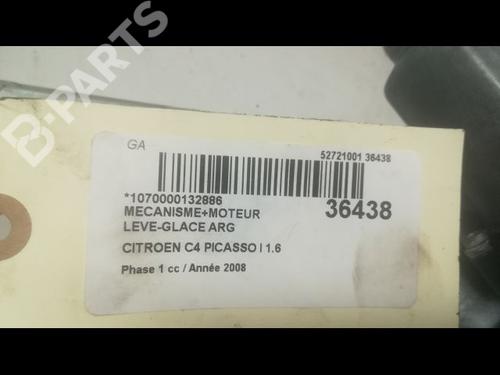 B-PARTS
GA
52721001 36438
*1070000132886
36438
MECANISME+MOTEUR
LEVE-GLACE ARG
CITROEN C4 PICASSO I 1.6
Phase 1 cc / Année 2008